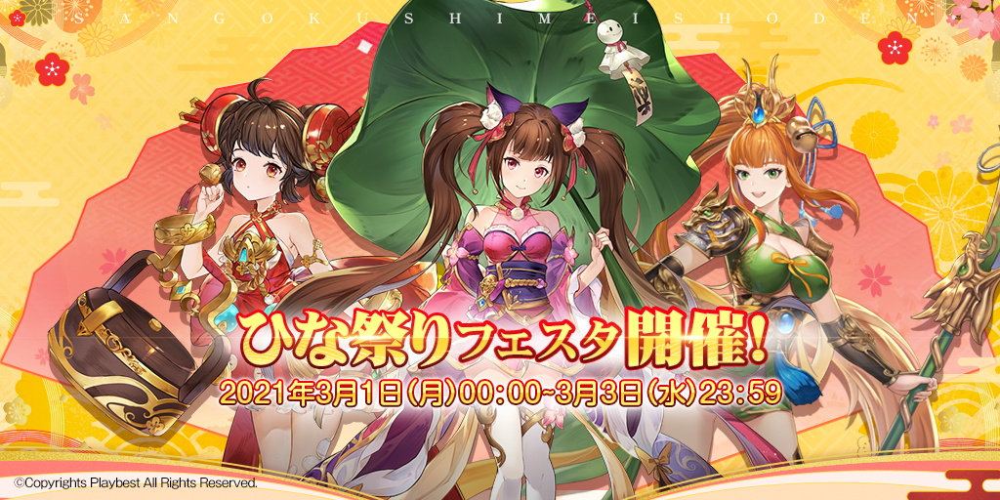 SANGOKUSHIMEISHODEN
ひな祭りフェスタ開催!
2021年3月1日(月)00:00~3月3日(水)23:59
©Copyrights Playbest All Rights Reserved.